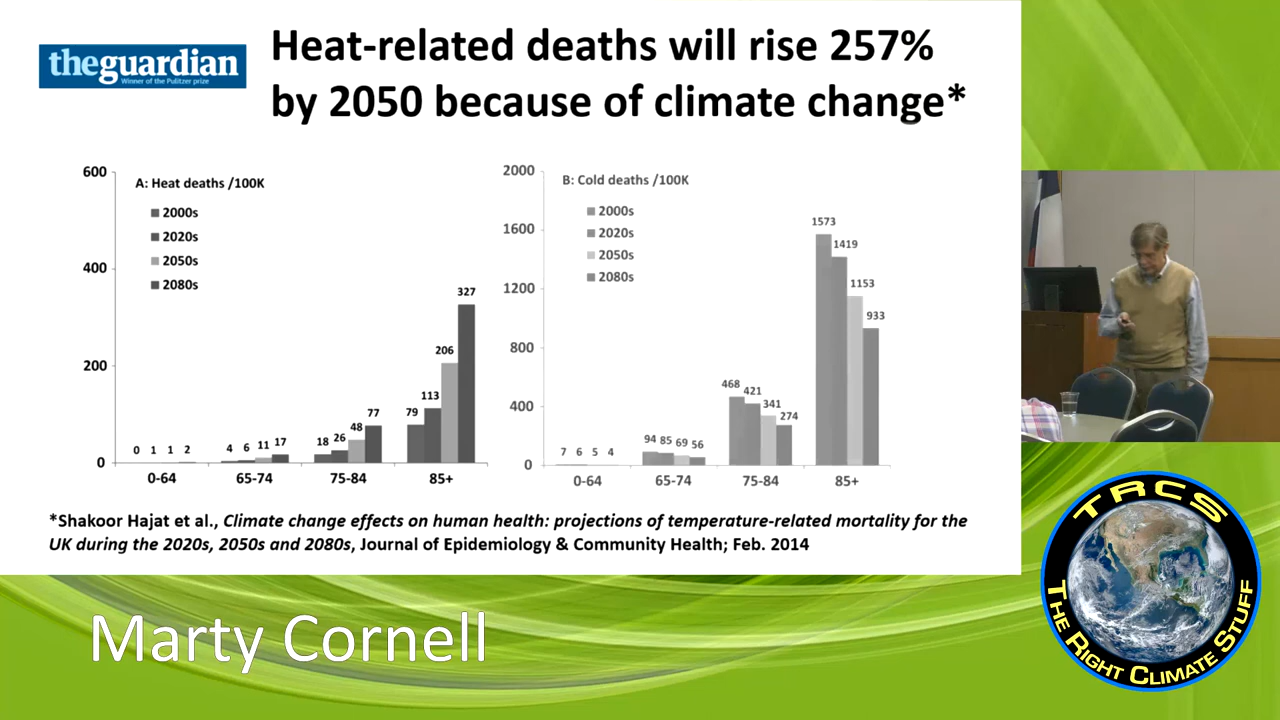 theguardian
Winner of the Pulitzer prize
Heat-related deaths will rise 257%
by 2050 because of climate change*
A: Heat deaths /100K
2000s
2020s
2050s
2080s
600
400
200
0
0 1 1 2
4 6 11 17
18 26 48 77
79 113 206 327
0-64 65-74 75-84 85+
B: Cold deaths /100K
2000s
2020s
2050s
2080s
2000
1600
1200
800
400
0
7 6 5 4
94 85 69 56
468 421 341 274
1573 1419 1153 933
0-64 65-74 75-84 85+
*Shakoor Hajat et al., Climate change effects on human health: projections of temperature-related mortality for the
UK during the 2020s, 2050s and 2080s, Journal of Epidemiology & Community Health; Feb. 2014
Marty Cornell
TRCS
THE RIGHT CLIMATE STUFF